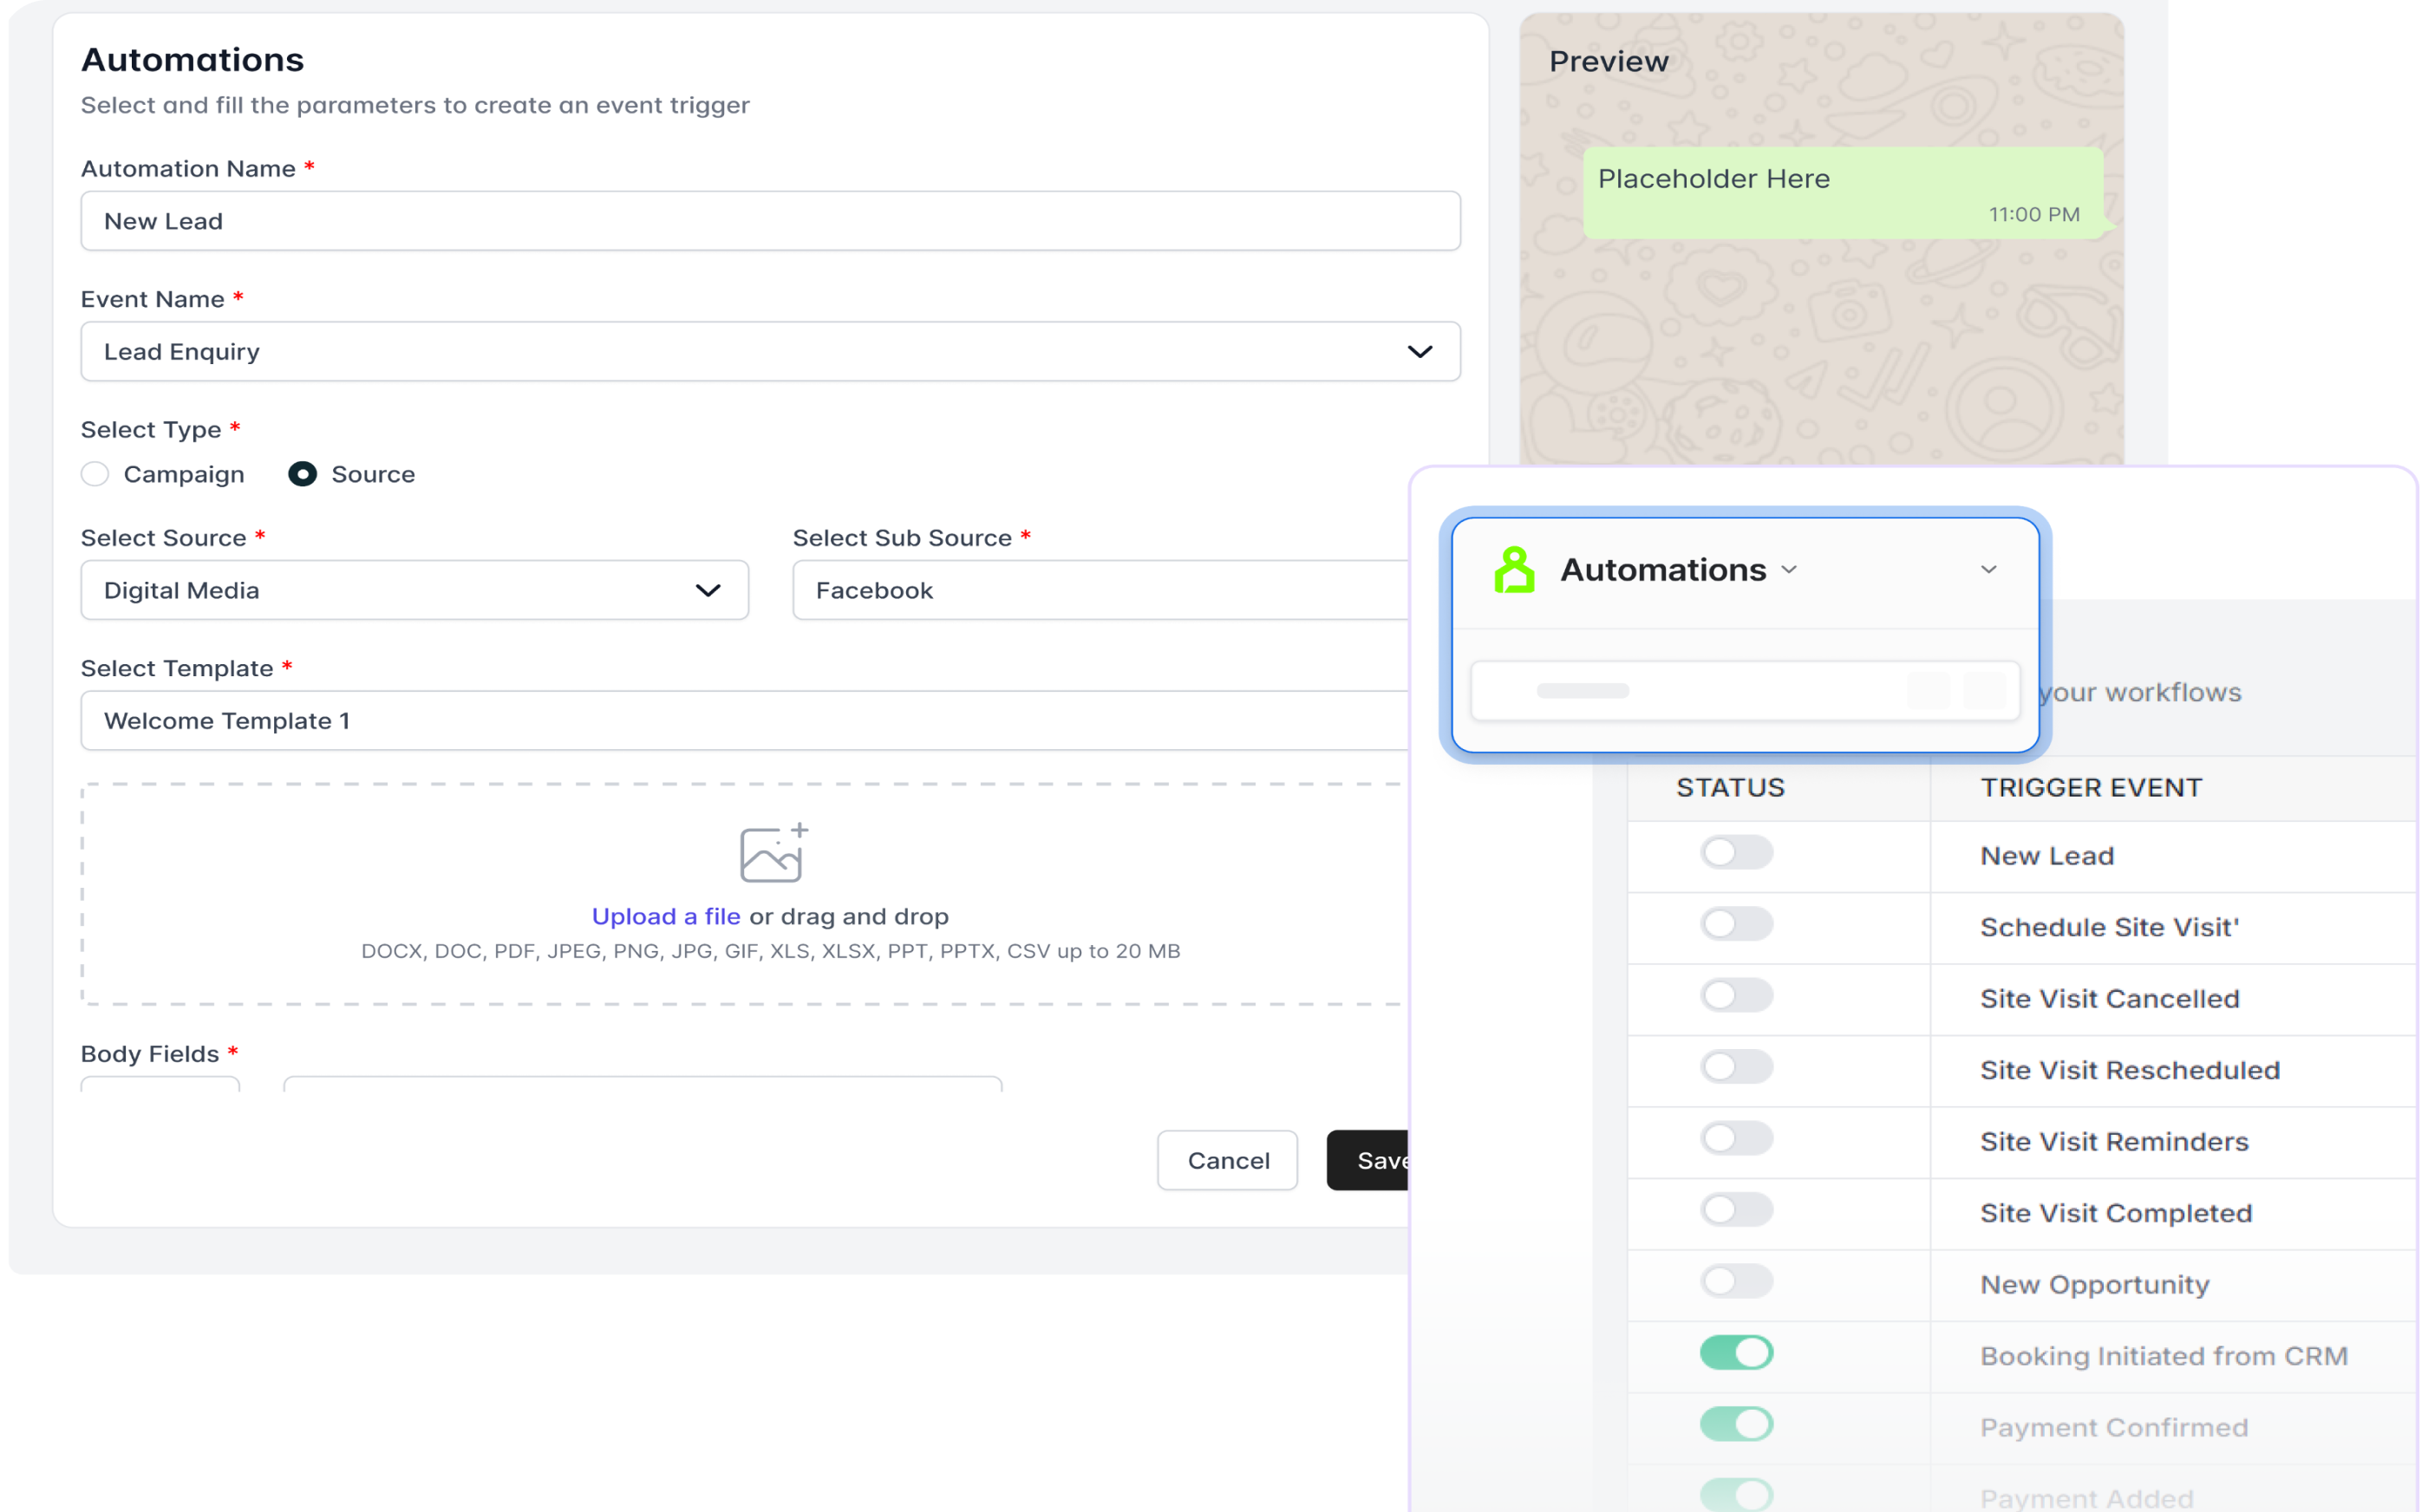 Automations
Select and fill the parameters to create an event trigger
Automation Name *
New Lead
Event Name *
Lead Enquiry
Select Type *
Campaign Source
Select Source * Select Sub Source *
Digital Media Facebook
Select Template *
Welcome Template 1
Upload a file or drag and drop
DOCX, DOC, PDF, JPEG, PNG, JPG, GIF, XLS, XLSX, PPT, PPTX, CSV up to 20 MB
Body Fields *
Cancel Save
Preview
Placeholder Here
11:00 PM
Automations
your workflows
STATUS TRIGGER EVENT
New Lead
Schedule Site Visit'
Site Visit Cancelled
Site Visit Rescheduled
Site Visit Reminders
Site Visit Completed
New Opportunity
Booking Initiated from CRM
Payment Confirmed
Payment Added